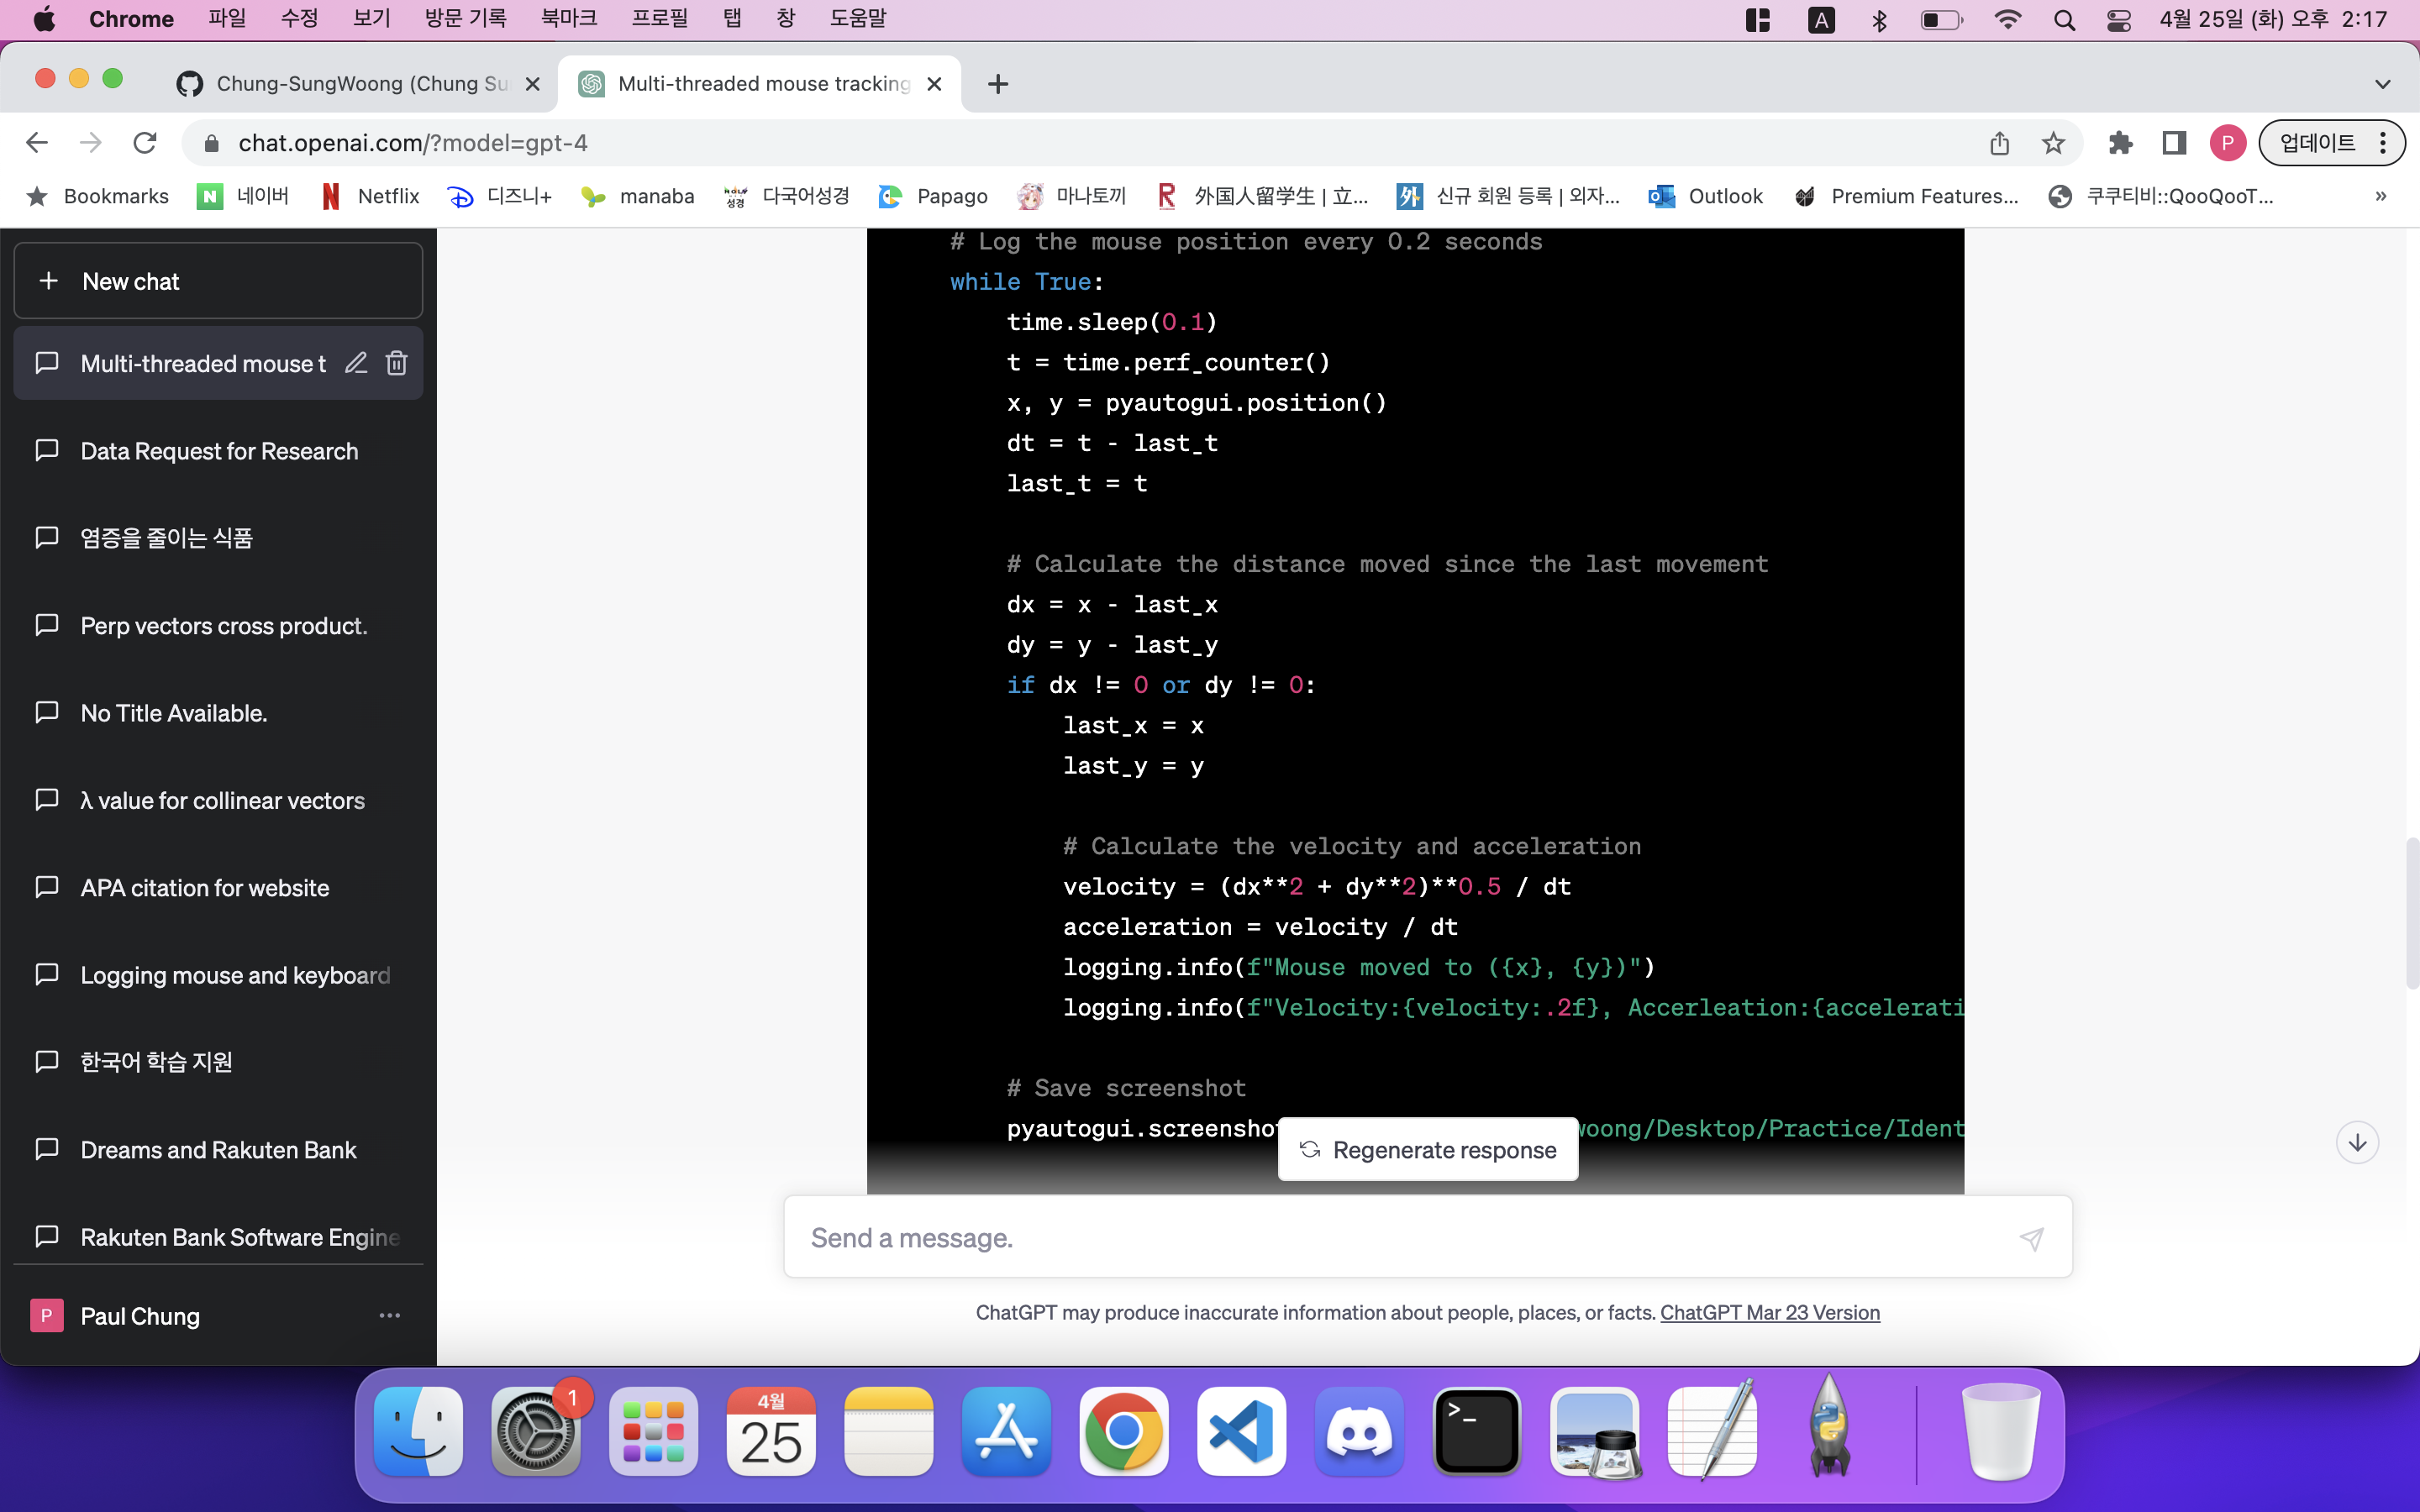 Chrome 파일 수정 보기 방문 기록 북마크 프로필 탭 창 도움말 A 4월 25일 (화) 오후 2:17
Chung-SungWoong (Chung Su
Multi-threaded mouse tracking
chat.openai.com/?model=gpt-4
P
업데이트
Bookmarks N 네이버 N Netflix 디즈니+ manaba 다국어성경 Papago 마나토끼 R 外国人留学生 | 立... 外 신규 회원 등록 | 외자... Outlook Premium Features... 쿠쿠티비::QooQooT... »
New chat
Multi-threaded mouse t
Data Request for Research
염증을 줄이는 식품
Perp vectors cross product.
No Title Available.
λ value for collinear vectors
APA citation for website
Logging mouse and keyboard
한국어 학습 지원
Dreams and Rakuten Bank
Rakuten Bank Software Engine
P Paul Chung
# Log the mouse position every 0.2 seconds
while True:
time.sleep(0.1)
t = time.perf_counter()
x, y = pyautogui.position()
dt = t - last_t
last_t = t
# Calculate the distance moved since the last movement
dx = x - last_x
dy = y - last_y
if dx != 0 or dy != 0:
last_x = x
last_y = y
# Calculate the velocity and acceleration
velocity = (dx**2 + dy**2)**0.5 / dt
acceleration = velocity / dt
logging.info(f"Mouse moved to ({x}, {y})")
logging.info(f"Velocity:{velocity:.2f}, Accerleation:{accelerati
# Save screenshot
pyautogui.screenshot woong/Desktop/Practice/Ident
Regenerate response
Send a message.
ChatGPT may produce inaccurate information about people, places, or facts. ChatGPT Mar 23 Version
1
4월
25
>_